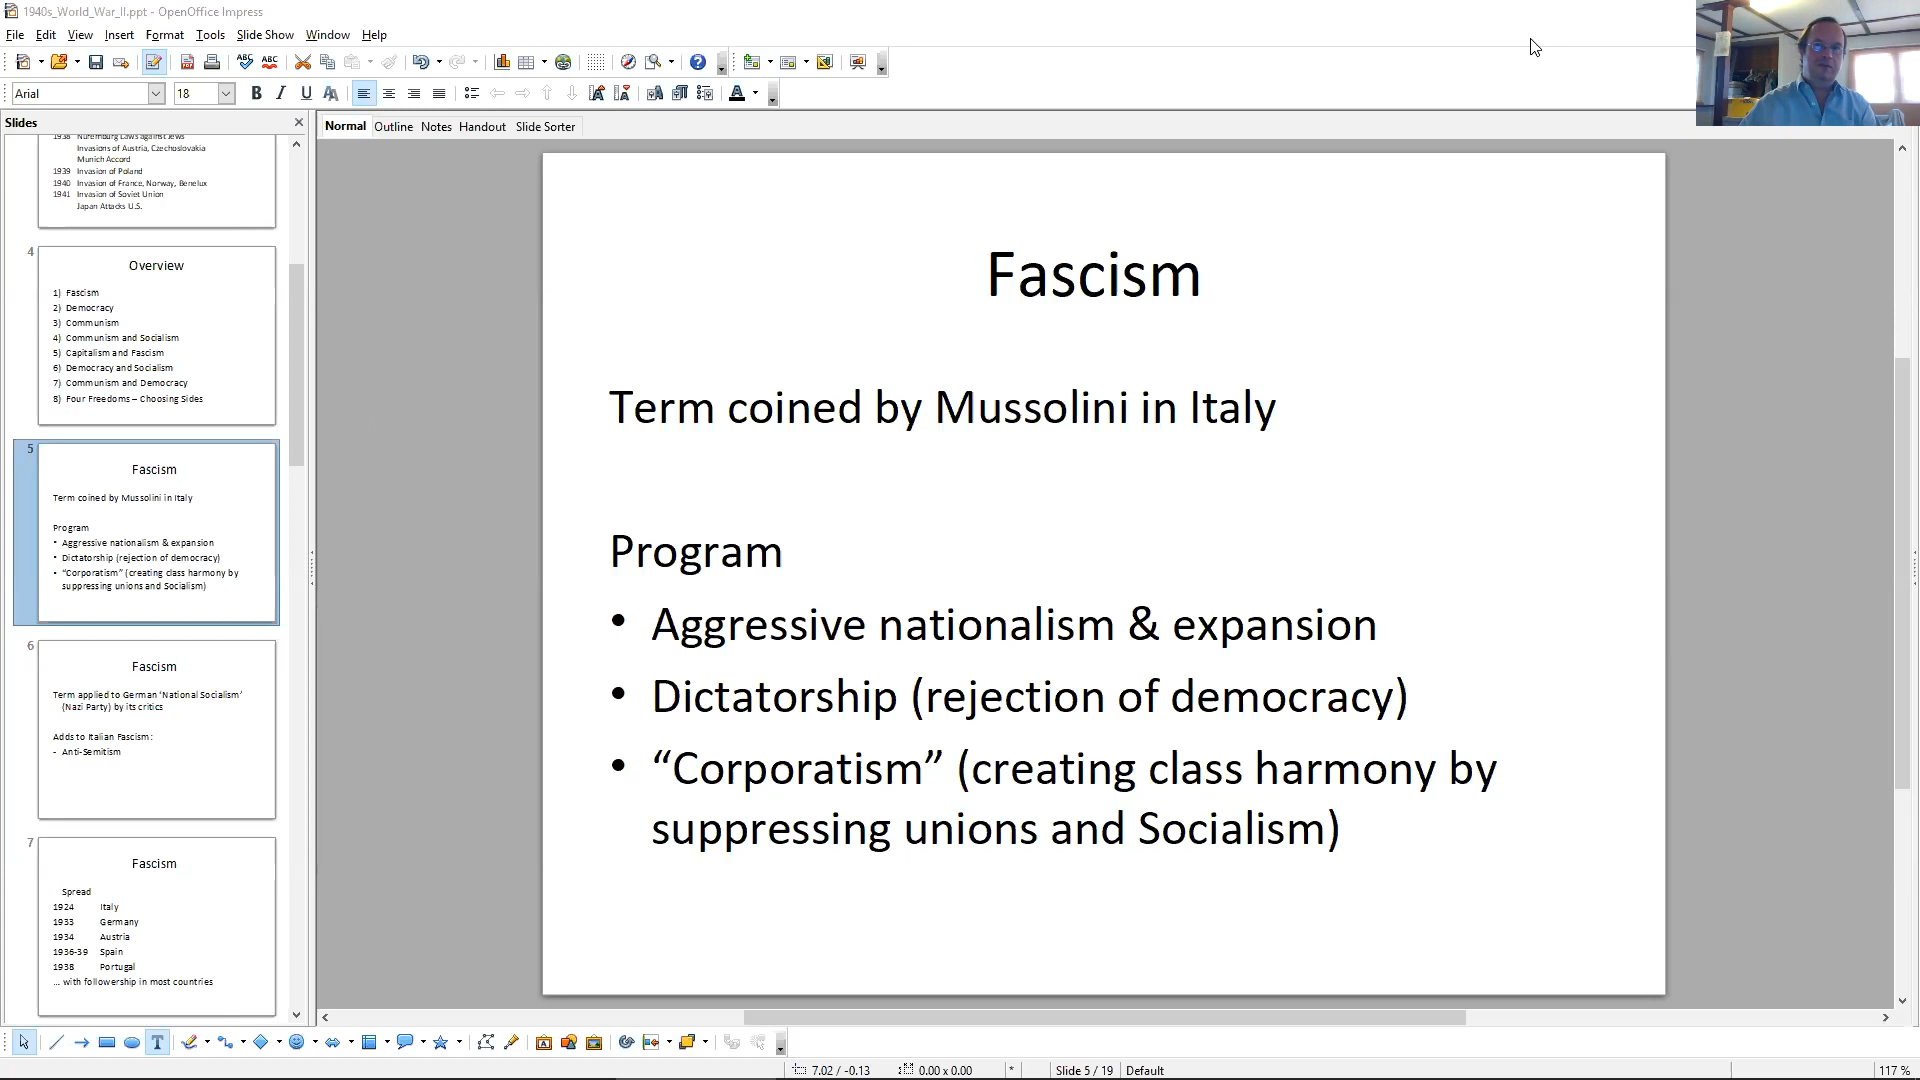 1940s_World_War_II.ppt - OpenOffice Impress
File Edit View Insert Format Tools Slide Show Window Help
Arial 18
Slides
Normal Outline Notes Handout Slide Sorter
1938 Nuremburg Laws against Jews
Invasions of Austria, Czechoslovakia
Munich Accord
1939 Invasion of Poland
1940 Invasion of France, Norway, Benelux
1941 Invasion of Soviet Union
Japan Attacks U.S.
4
Overview
1) Fascism
2) Democracy
3) Communism
4) Communism and Socialism
5) Capitalism and Fascism
6) Democracy and Socialism
7) Communism and Democracy
8) Four Freedoms – Choosing Sides
5
Fascism
Term coined by Mussolini in Italy
Program
• Aggressive nationalism & expansion
• Dictatorship (rejection of democracy)
• “Corporatism” (creating class harmony by
suppressing unions and Socialism)
6
Fascism
Term applied to German ‘National Socialism’
(Nazi Party) by its critics
Adds to Italian Fascism:
- Anti-Semitism
7
Fascism
Spread
1924 Italy
1933 Germany
1934 Austria
1936-39 Spain
1938 Portugal
... with followership in most countries
Fascism
Term coined by Mussolini in Italy
Program
• Aggressive nationalism & expansion
• Dictatorship (rejection of democracy)
• “Corporatism” (creating class harmony by
suppressing unions and Socialism)
7.02 / -0.13 0.00 x 0.00 * Slide 5 / 19 Default 117 %